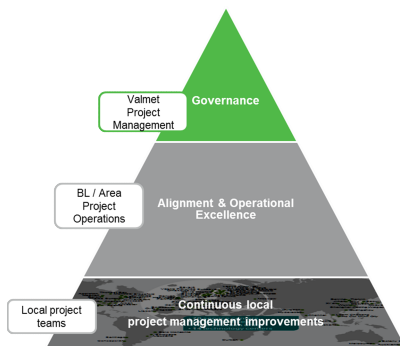 Valmet
Project
Management
Governance
BL / Area
Project
Operations
Alignment & Operational
Excellence
Local project
teams
Continuous local
project management improvements